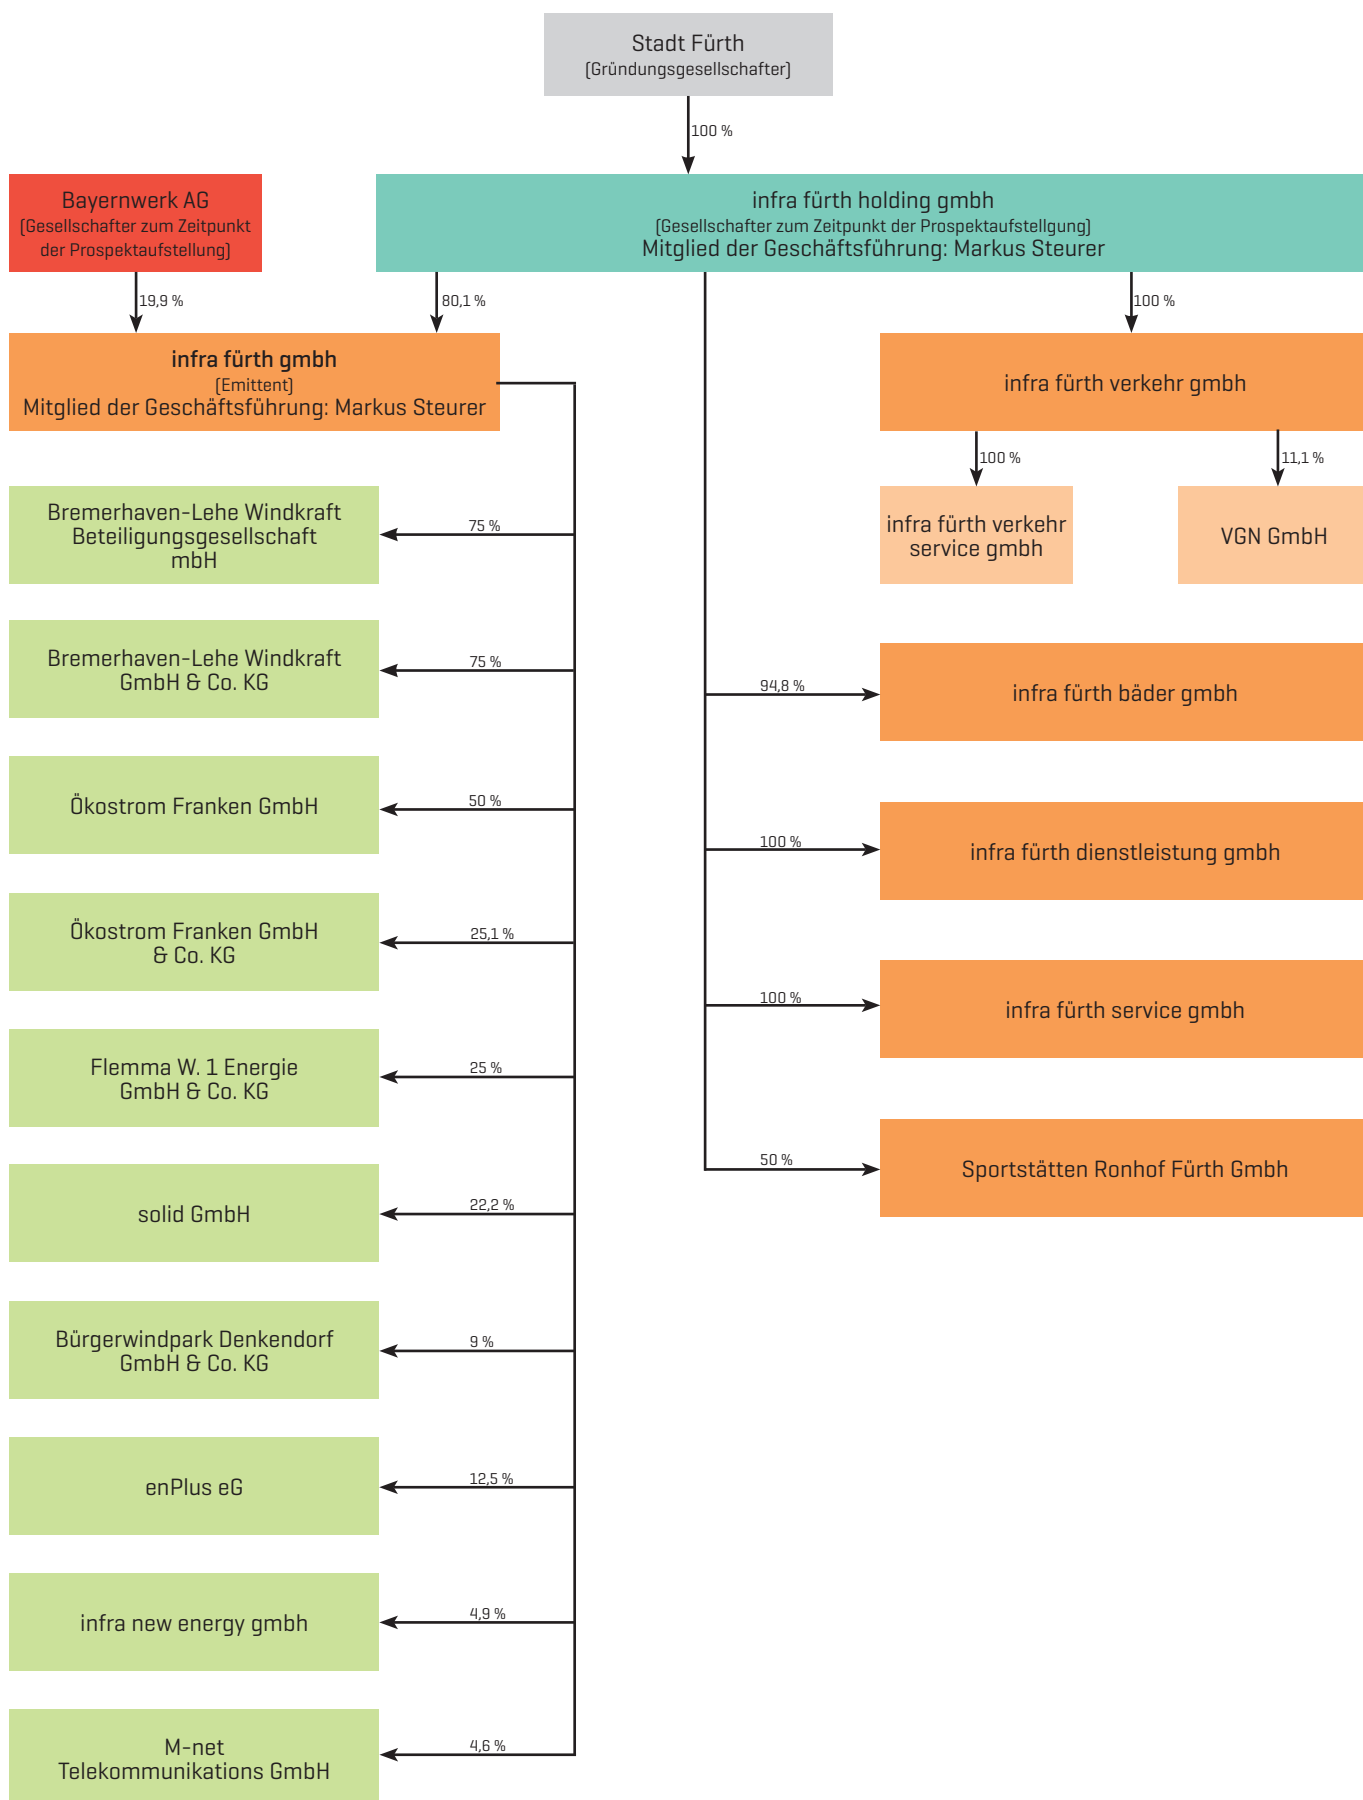 Stadt Fürth
(Gründungsgesellschafter)
100 %
Bayernwerk AG
(Gesellschafter zum Zeitpunkt
der Prospektaufstellung)
infra fürth holding gmbh
(Gesellschafter zum Zeitpunkt der Prospektaufstellgung)
Mitglied der Geschäftsführung: Markus Steurer
19,9 %
80,1 %
100 %
infra fürth gmbh
(Emittent)
Mitglied der Geschäftsführung: Markus Steurer
infra fürth verkehr gmbh
100 %
11,1 %
infra fürth verkehr
service gmbh
VGN GmbH
Bremerhaven-Lehe Windkraft
Beteiligungsgesellschaft
mbH
75 %
Bremerhaven-Lehe Windkraft
GmbH & Co. KG
75 %
94,8 %
infra fürth bäder gmbh
Ökostrom Franken GmbH
50 %
100 %
infra fürth dienstleistung gmbh
Ökostrom Franken GmbH
& Co. KG
25,1 %
100 %
infra fürth service gmbh
Flemma W. 1 Energie
GmbH & Co. KG
25 %
50 %
Sportstätten Ronhof Fürth Gmbh
solid GmbH
22,2 %
Bürgerwindpark Denkendorf
GmbH & Co. KG
9 %
enPlus eG
12,5 %
infra new energy gmbh
4,9 %
M-net
Telekommunikations GmbH
4,6 %